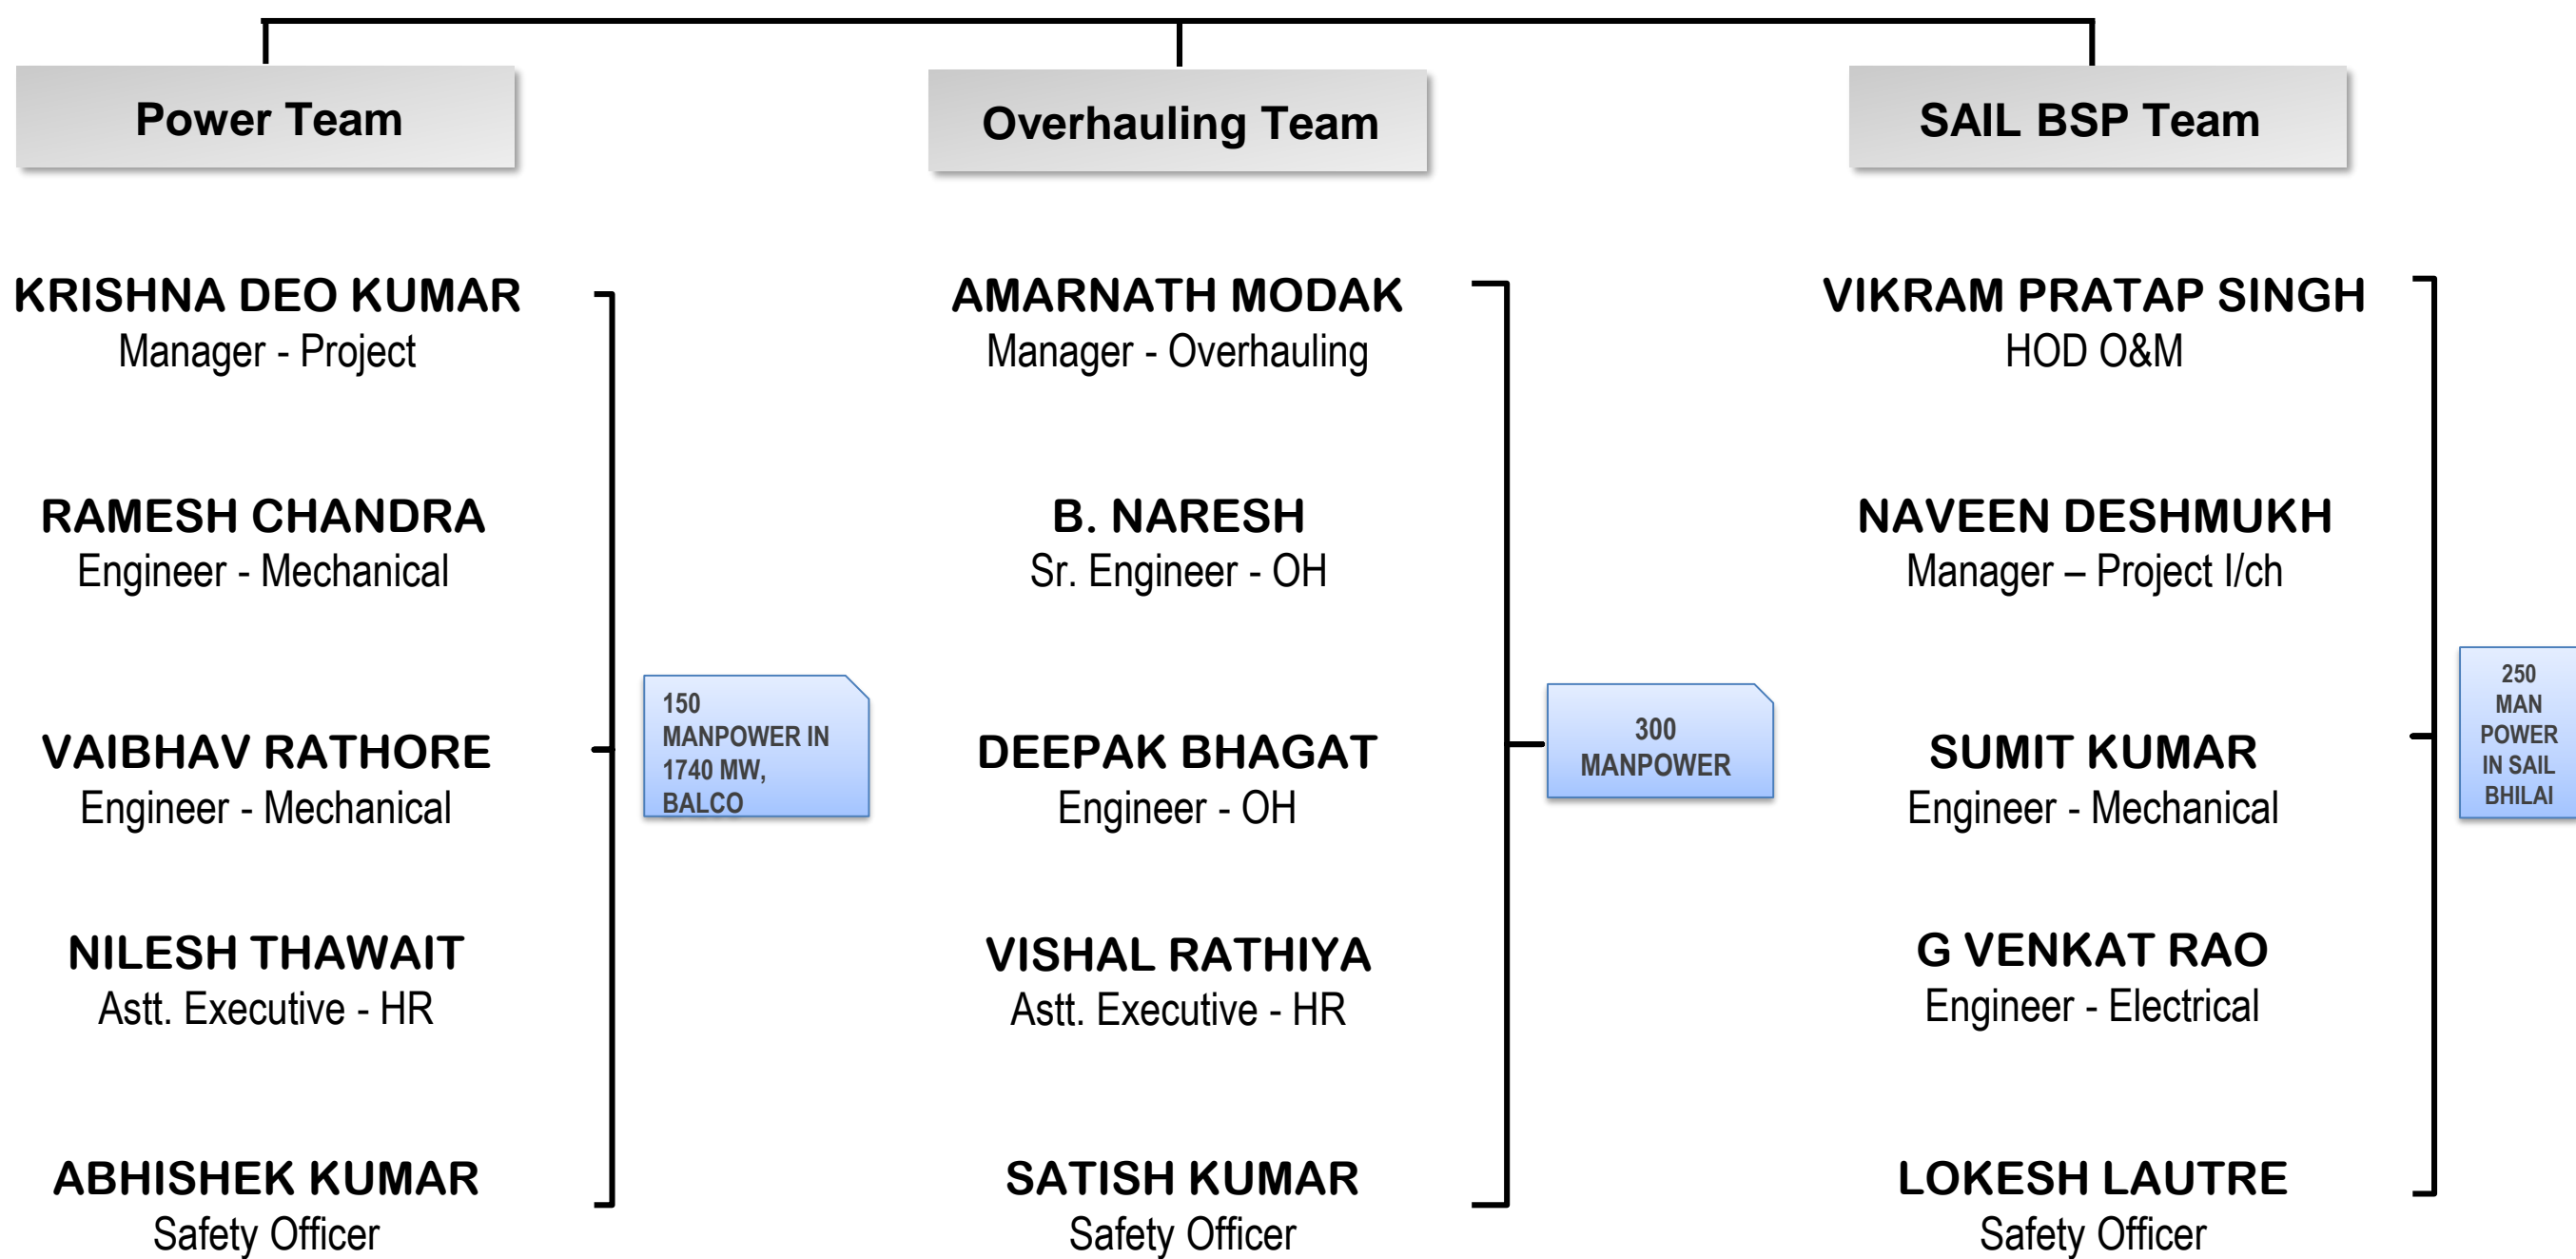 Power Team
Overhauling Team
SAIL BSP Team
KRISHNA DEO KUMAR
Manager - Project
RAMESH CHANDRA
Engineer - Mechanical
VAIBHAV RATHORE
Engineer - Mechanical
NILESH THAWAIT
Astt. Executive - HR
ABHISHEK KUMAR
Safety Officer
150
MANPOWER IN
1740 MW,
BALCO
AMARNATH MODAK
Manager - Overhauling
B. NARESH
Sr. Engineer - OH
DEEPAK BHAGAT
Engineer - OH
VISHAL RATHIYA
Astt. Executive - HR
SATISH KUMAR
Safety Officer
300
MANPOWER
VIKRAM PRATAP SINGH
HOD O&M
NAVEEN DESHMUKH
Manager – Project I/ch
SUMIT KUMAR
Engineer - Mechanical
G VENKAT RAO
Engineer - Electrical
LOKESH LAUTRE
Safety Officer
250
MAN
POWER
IN SAIL
BHILAI